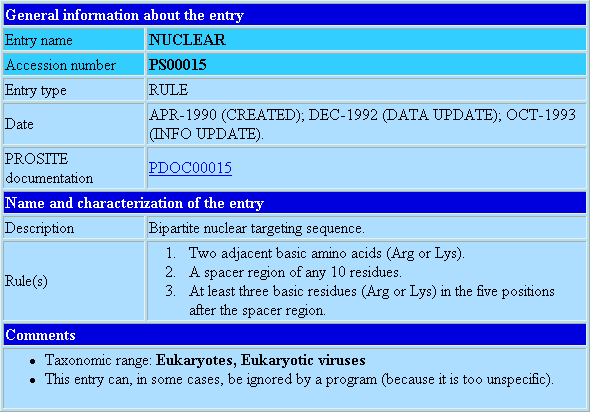 General information about the entry
Entry name NUCLEAR
Accession number PS00015
Entry type RULE
Date APR-1990 (CREATED); DEC-1992 (DATA UPDATE); OCT-1993
(INFO UPDATE).
PROSITE
documentation PDOC00015
Name and characterization of the entry
Description Bipartite nuclear targeting sequence.
Rule(s)
1. Two adjacent basic amino acids (Arg or Lys).
2. A spacer region of any 10 residues.
3. At least three basic residues (Arg or Lys) in the five positions
after the spacer region.
Comments
• Taxonomic range: Eukaryotes, Eukaryotic viruses
• This entry can, in some cases, be ignored by a program (because it is too unspecific).